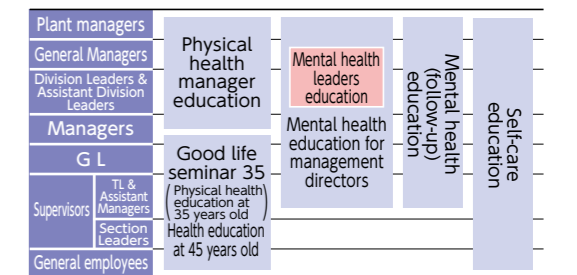 Plant managers
General Managers
Division Leaders &
Assistant Division
Leaders
Managers
G L
Supervisors
TL &
Assistant
Managers
Section
Leaders
General employees
Physical
health
manager
education
Good life
seminar 35
(Physical health
education at
35 years old)
Health education
at 45 years old
Mental health
leaders
education
Mental health
education for
management
directors
Mental health
(follow-up)
education
Self-care
education